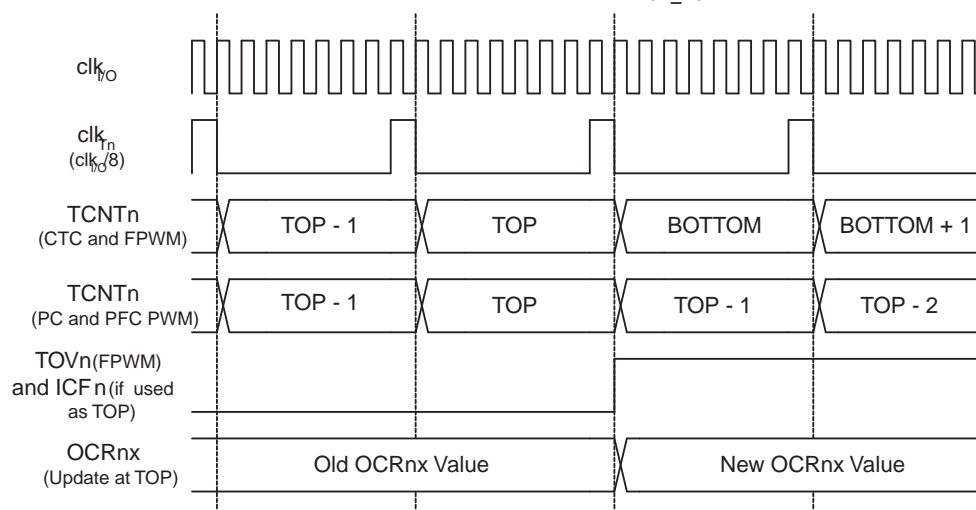 clkI/O
clkTn
(clkI/O/8)
TCNTn
(CTC and FPWM)
TOP - 1
TOP
BOTTOM
BOTTOM + 1
TCNTn
(PC and PFC PWM)
TOP - 1
TOP
TOP - 1
TOP - 2
TOVn(FPWM)
and ICFn(if used
as TOP)
OCRnx
(Update at TOP)
Old OCRnx Value
New OCRnx Value